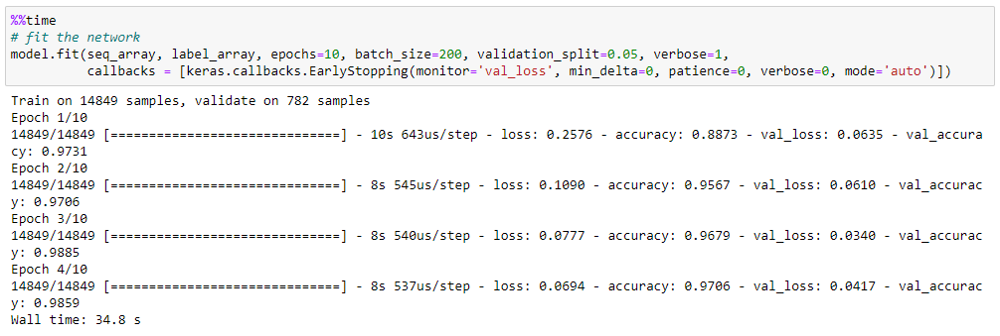 %%time
# fit the network
model.fit(seq_array, label_array, epochs=10, batch_size=200, validation_split=0.05, verbose=1,
          callbacks = [keras.callbacks.EarlyStopping(monitor='val_loss', min_delta=0, patience=0, verbose=0, mode='auto')])
Train on 14849 samples, validate on 782 samples
Epoch 1/10
14849/14849 [==============================] - 10s 643us/step - loss: 0.2576 - accuracy: 0.8873 - val_loss: 0.0635 - val_accura
cy: 0.9731
Epoch 2/10
14849/14849 [==============================] - 8s 545us/step - loss: 0.1090 - accuracy: 0.9567 - val_loss: 0.0610 - val_accurac
y: 0.9706
Epoch 3/10
14849/14849 [==============================] - 8s 540us/step - loss: 0.0777 - accuracy: 0.9679 - val_loss: 0.0340 - val_accurac
y: 0.9885
Epoch 4/10
14849/14849 [==============================] - 8s 537us/step - loss: 0.0694 - accuracy: 0.9706 - val_loss: 0.0417 - val_accurac
y: 0.9859
Wall time: 34.8 s